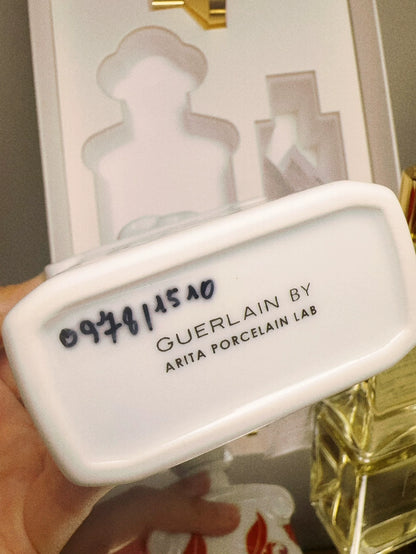 0978/1510
GUERLAIN BY
ARITA PORCELAIN LAB